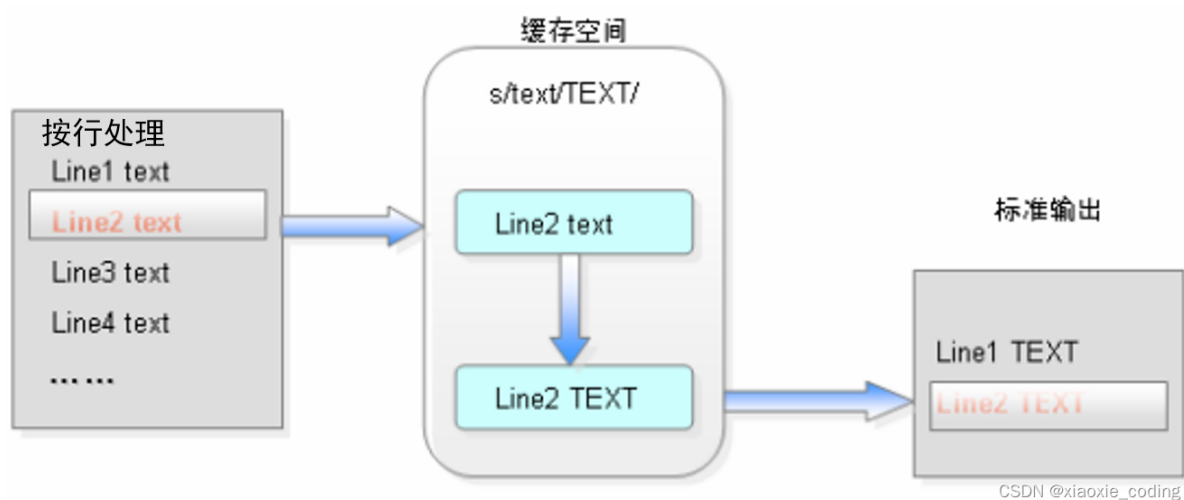 缓存空间
s/text/TEXT/
按行处理
Line1 text
Line2 text
Line3 text
Line4 text
……
Line2 text
Line2 TEXT
标准输出
Line1 TEXT
Line2 TEXT
CSDN @xiaoxie_coding